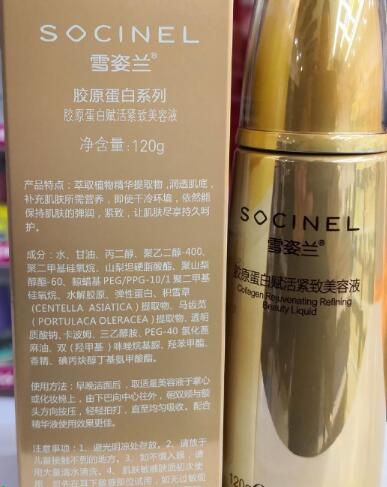 SOCINEL
雪姿兰®
胶原蛋白系列
胶原蛋白赋活紧致美容液
净含量:120g
产品特点：萃取植物精华提取物，润透肌底，
补充肌肤所需营养，即使干冷环境，依然能
保持肌肤的弹润，紧致，让肌肤尽享持久呵
护。
成分：水、甘油、丙二醇、聚乙二醇-400、
聚二甲基硅氧烷、山梨坦硬脂酸酯、聚山梨
醇酯-60、鲸蜡基PEG/PPG-10/1 聚二甲基
硅氧烷、水解胶原、弹性蛋白、积雪草
(CENTELLA ASIATICA) 提取物、马齿苋
(PORTULACA OLERACEA) 提取物、透明
质酸钠、卡波姆、三乙醇胺、PEG-40 氢化蓖
麻油、双 (羟甲基) 咪唑烷基脲、羟苯甲酯、
香精、碘丙炔醇丁基氨甲酸酯。
使用方法：早晚洁面后，取适量美容液于掌心
或化妆棉上，由下巴向中心往外，朝双颊与额
头方向按压，轻轻拍打，直至均匀吸收，配合
精华液使用效果更佳。
注意事项：1、避光阴凉处存放。2、请放于
儿童接触不到的地方。3、如不慎入眼，请
用大量清水清洗。4、肌肤敏感肤质初次使
SOCINEL
雪姿兰®
胶原蛋白赋活紧致美容液
Collagen Rejuvenating Refining
Beauty Liquid
120g